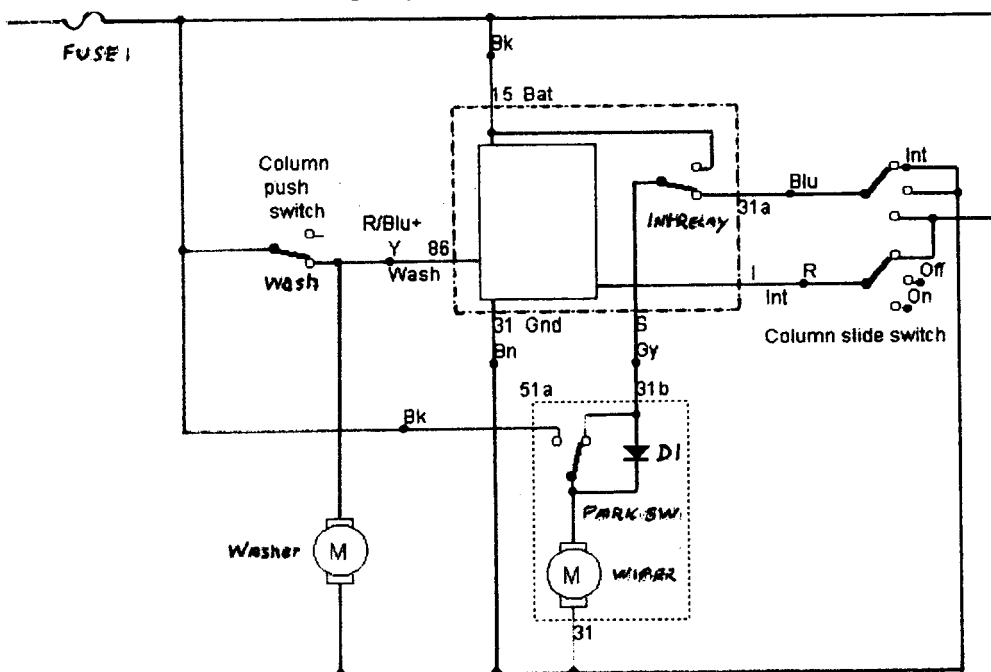 FUSE 1
Bk
15 Bat
Column
push
switch
Wash
R/Blu+
Y
86
Wash
INT RELAY
31a
Blu
Int
I
Int
R
Off
On
Column slide switch
31 Gnd
Bn
S
Gy
51a
31b
Bk
D1
PARK SW.
Washer
M
M
WIPER
31